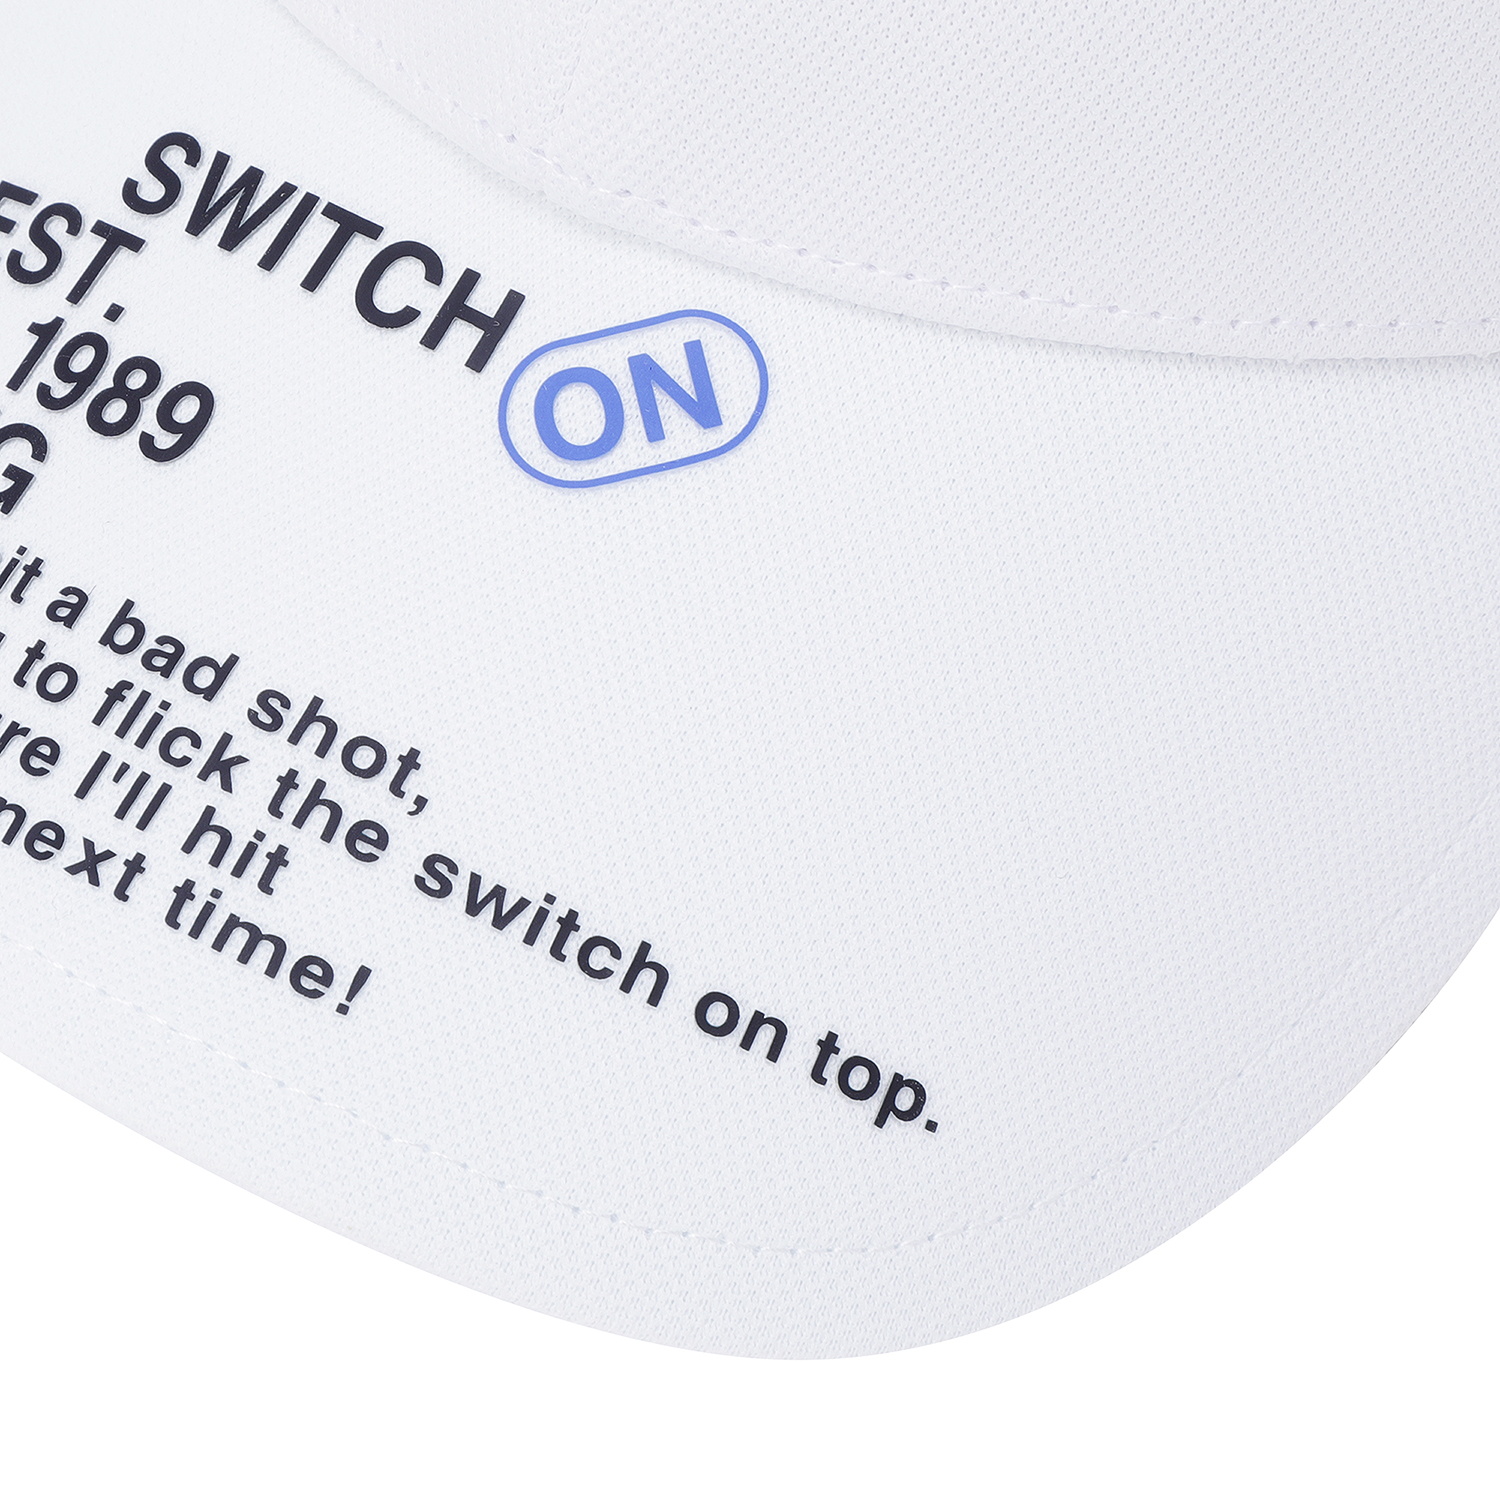 SWITCH ON
EST.
1989
G
it a bad shot,
to flick the switch on top.
re I'll hit
next time!